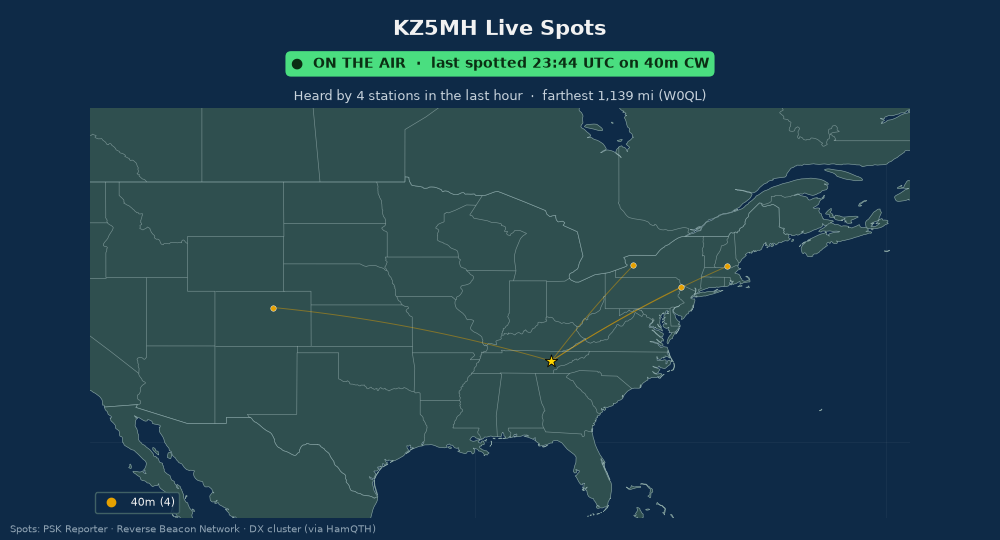 KZ5MH Live Spots
● ON THE AIR · last spotted 23:44 UTC on 40m CW
Heard by 4 stations in the last hour · farthest 1,139 mi (W0QL)
40m (4)
Spots: PSK Reporter · Reverse Beacon Network · DX cluster (via HamQTH)